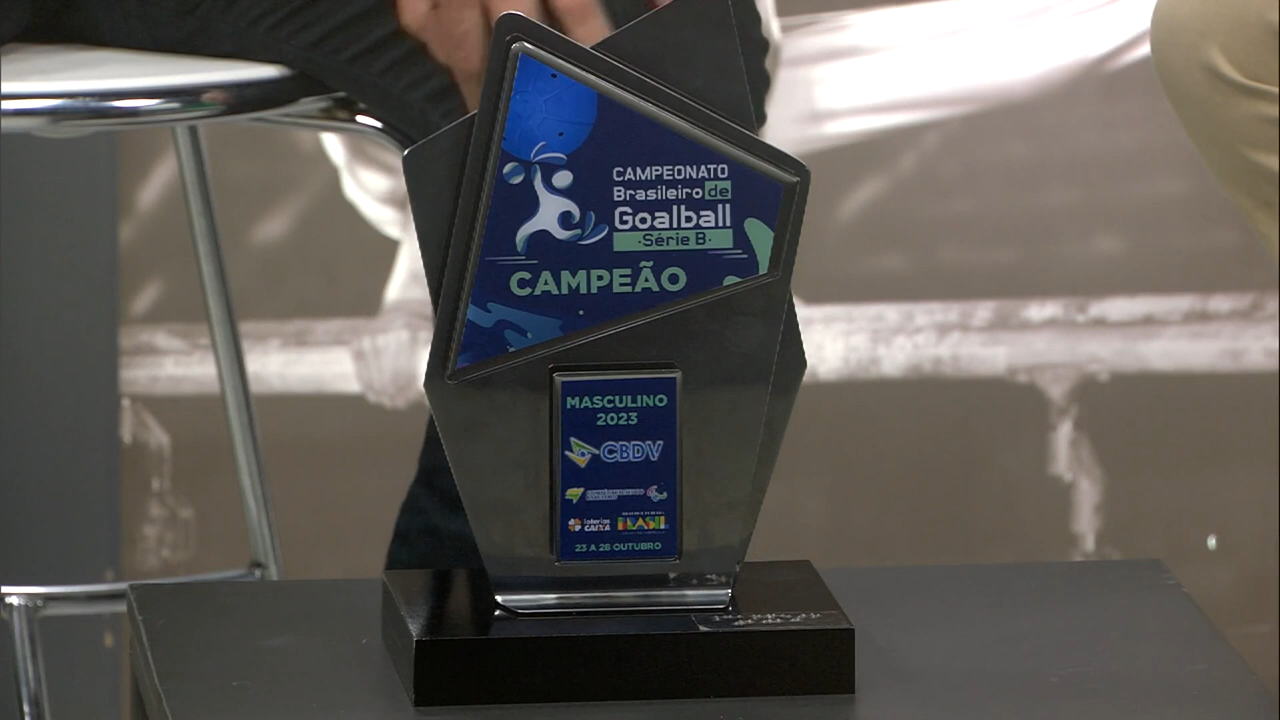 CAMPEONATO
Brasileiro de
Goalball
·Série B·
CAMPEÃO
MASCULINO
2023
CBDV
loterias
CAIXA
BRASIL
23 A 28 OUTUBRO